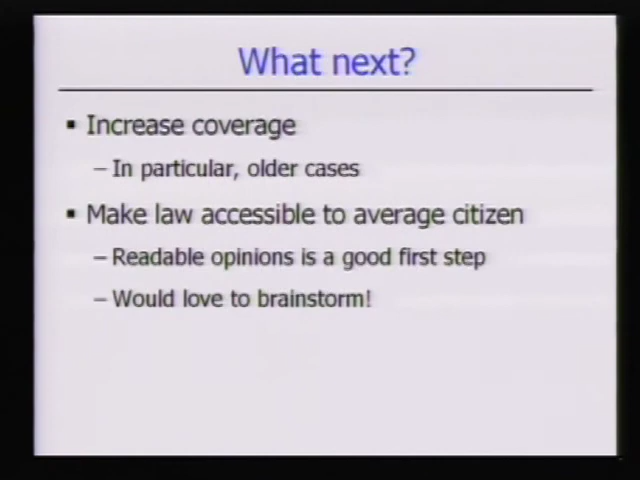 What next?
▪ Increase coverage
– In particular, older cases
▪ Make law accessible to average citizen
– Readable opinions is a good first step
– Would love to brainstorm!